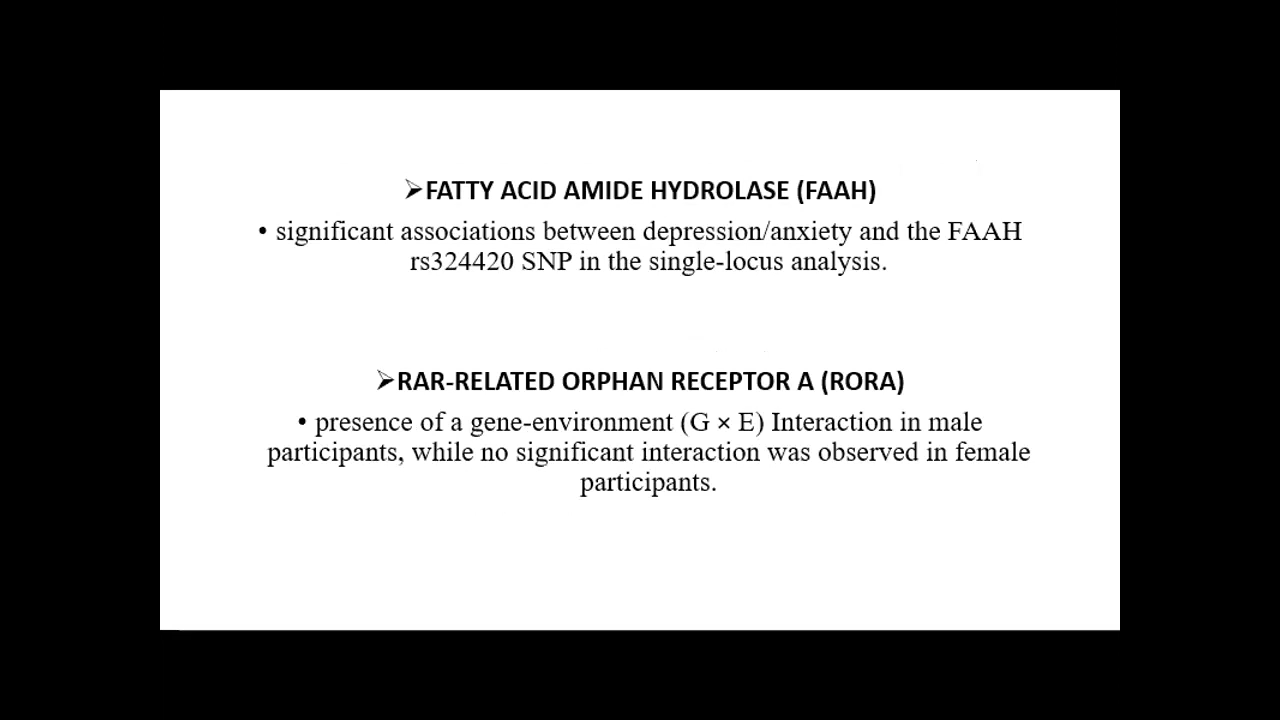 ➢FATTY ACID AMIDE HYDROLASE (FAAH)
• significant associations between depression/anxiety and the FAAH
rs324420 SNP in the single-locus analysis.
➢RAR-RELATED ORPHAN RECEPTOR A (RORA)
• presence of a gene-environment (G × E) Interaction in male
participants, while no significant interaction was observed in female
participants.